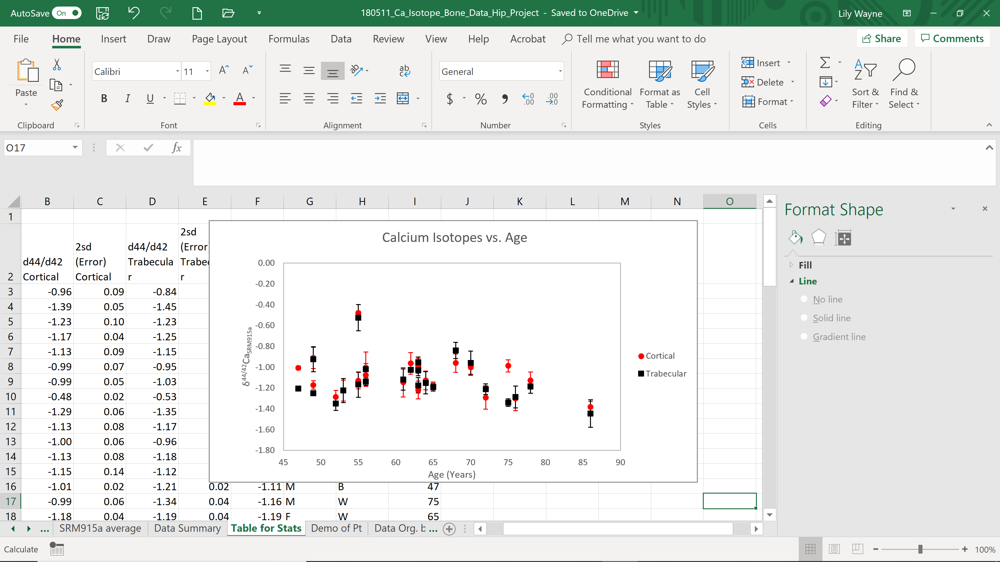 AutoSave On
180511_Ca_Isotope_Bone_Data_Hip_Project - Saved to OneDrive
Lily Wayne
File Home Insert Draw Page Layout Formulas Data Review View Help Acrobat Tell me what you want to do Share Comments
Paste
Clipboard
Calibri 11
B I U A
Font
ab
Alignment
General
$ % , .00 .00
Number
Conditional Formatting
Format as Table
Cell Styles
Styles
Insert
Delete
Format
Cells
Sort & Filter
Find & Select
Editing
O17 fx
B C D E F G H I J K L M N O
1
2 d44/d42 Cortical 2sd (Error) Cortical d44/d42 Trabecular 2sd (Error
3 -0.96 0.09 -0.84
4 -1.39 0.05 -1.45
5 -1.23 0.10 -1.23
6 -1.17 0.04 -1.25
7 -1.13 0.09 -1.15
8 -0.99 0.07 -0.95
9 -0.99 0.05 -1.03
10 -0.48 0.02 -0.53
11 -1.29 0.06 -1.35
12 -1.13 0.08 -1.17
13 -1.00 0.06 -0.96
14 -1.13 0.08 -1.18
15 -1.15 0.14 -1.12
16 -1.01 0.02 -1.21 0.02 -1.11 M B 47
17 -0.99 0.06 -1.34 0.04 -1.16 M W 75
18 -1.18 0.04 -1.19 0.04 -1.19 F W 65
Calcium Isotopes vs. Age
0.00
-0.20
-0.40
-0.60
-0.80
-1.00
-1.20
-1.40
-1.60
-1.80
δ44/42CaSRM915a
45 50 55 60 65 70 75 80 85 90
Age (Years)
Cortical
Trabecular
Format Shape
Fill
Line
No line
Solid line
Gradient line
... SRM915a average Data Summary Table for Stats Demo of Pt Data Org. b ...
Calculate
100%